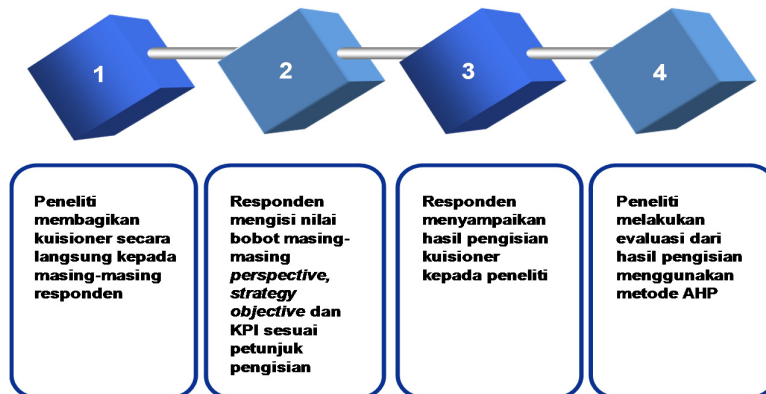 1
2
3
4
Peneliti
membagikan
kuisioner secara
langsung kepada
masing-masing
responden
Responden
mengisi nilai
bobot masing-
masing
perspective,
strategy
objective dan
KPI sesuai
petunjuk
pengisian
Responden
menyampaikan
hasil pengisian
kuisioner
kepada peneliti
Peneliti
melakukan
evaluasi dari
hasil pengisian
menggunakan
metode AHP